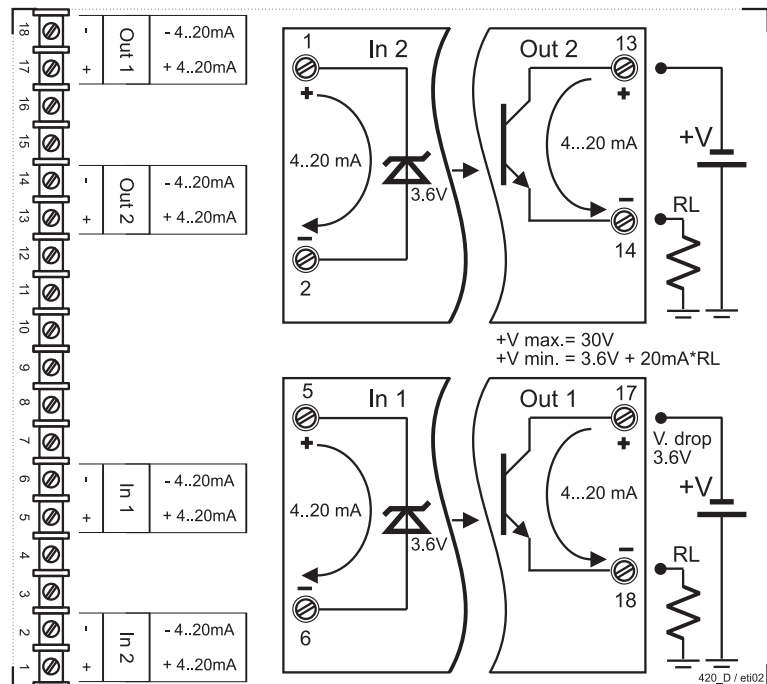 18 - Out 1 - 4..20mA
17 + + 4..20mA
16
15
14 - Out 2 - 4..20mA
13 + + 4..20mA
12
11
10
9
8
7
6 - In 1 - 4..20mA
5 + + 4..20mA
4
3
2 - In 2 - 4..20mA
1 + + 4..20mA
1 In 2 Out 2 13
+ +
4..20 mA 3.6V 4...20 mA +V
- - RL
2 14
+V max.= 30V
+V min. = 3.6V + 20mA*RL
5 In 1 Out 1 17
+ + V. drop
3.6V
4..20 mA 3.6V 4...20 mA +V
- - RL
6 18
420_D / eti02